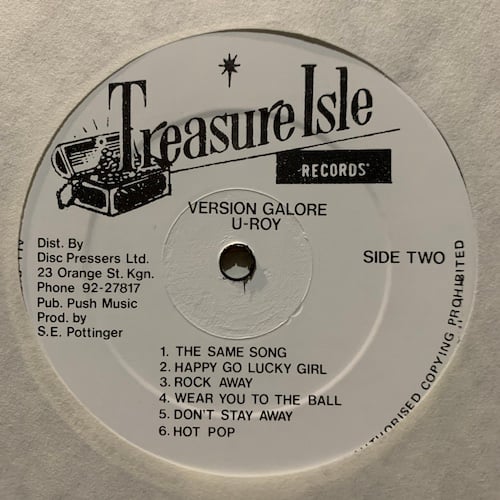 Treasure Isle
RECORDS
VERSION GALORE
U-ROY
Dist. By
Disc Pressers Ltd.
23 Orange St. Kgn.
Phone 92-27817
Pub. Push Music
Prod. by
S.E. Pottinger
SIDE TWO
1. THE SAME SONG
2. HAPPY GO LUCKY GIRL
3. ROCK AWAY
4. WEAR YOU TO THE BALL
5. DON'T STAY AWAY
6. HOT POP
COPYING PROHIBITED